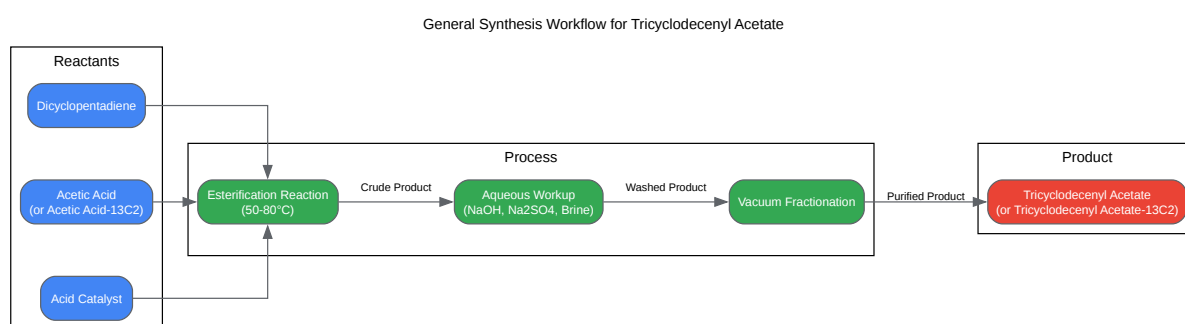 General Synthesis Workflow for Tricyclodecenyl Acetate
Reactants
Dicyclopentadiene
Acetic Acid
(or Acetic Acid-13C2)
Acid Catalyst
Process
Esterification Reaction
(50-80°C)
Crude Product
Aqueous Workup
(NaOH, Na2SO4, Brine)
Washed Product
Vacuum Fractionation
Purified Product
Product
Tricyclodecenyl Acetate
(or Tricyclodecenyl Acetate-13C2)